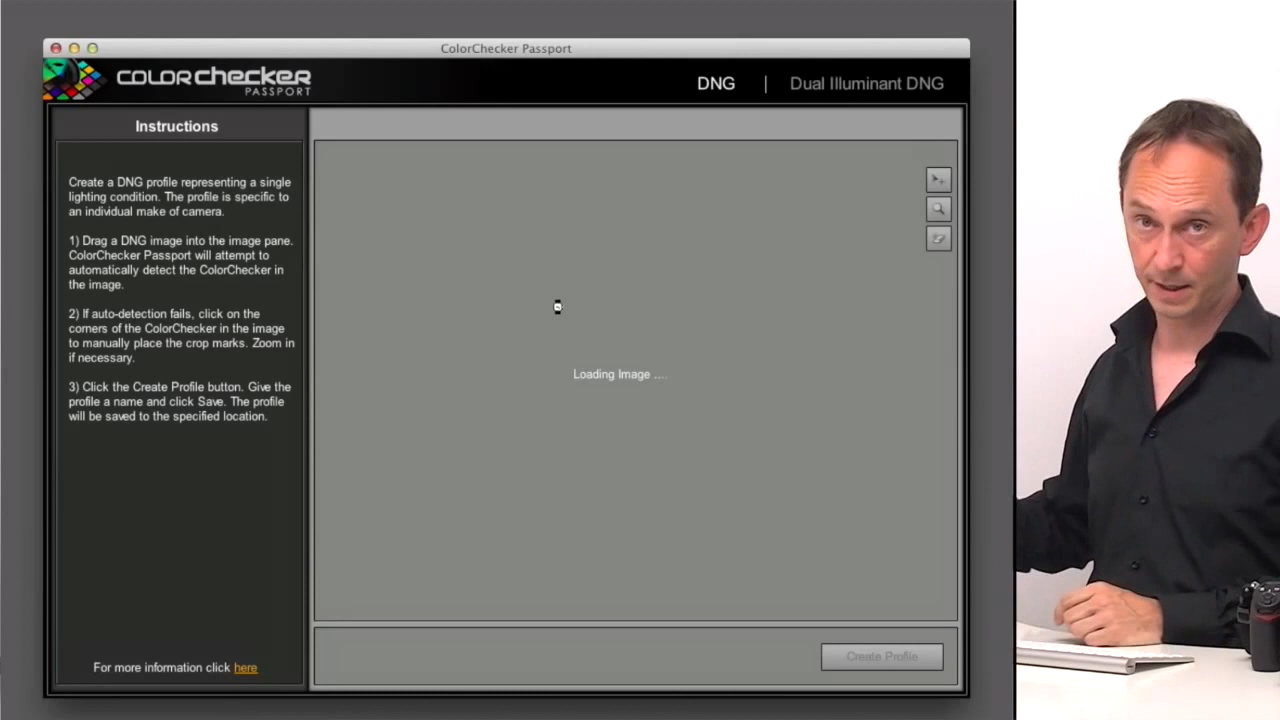 ColorChecker Passport
COLORCHECKER
PASSPORT
DNG | Dual Illuminant DNG
Instructions
Create a DNG profile representing a single
lighting condition. The profile is specific to
an individual make of camera.
1) Drag a DNG image into the image pane.
ColorChecker Passport will attempt to
automatically detect the ColorChecker in
the image.
2) If auto-detection fails, click on the
corners of the ColorChecker in the image
to manually place the crop marks. Zoom in
if necessary.
3) Click the Create Profile button. Give the
profile a name and click Save. The profile
will be saved to the specified location.
For more information click here
Loading Image ....
Create Profile